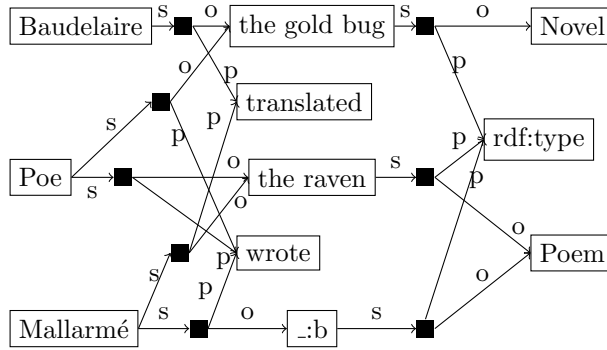 s o s o
Baudelaire the gold bug Novel
o p p
translated
s p p
p rdf:type
o p p
Poe s the raven s
o o
wrote Poem
s p p o
s o s
Mallarmé _:b